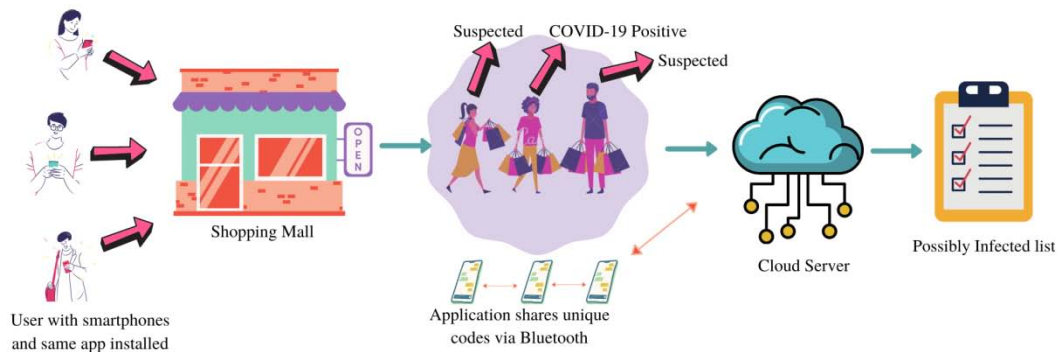 Suspected
COVID-19 Positive
Suspected
OPEN
Shopping Mall
User with smartphones
and same app installed
Application shares unique
codes via Bluetooth
Cloud Server
Possibly Infected list